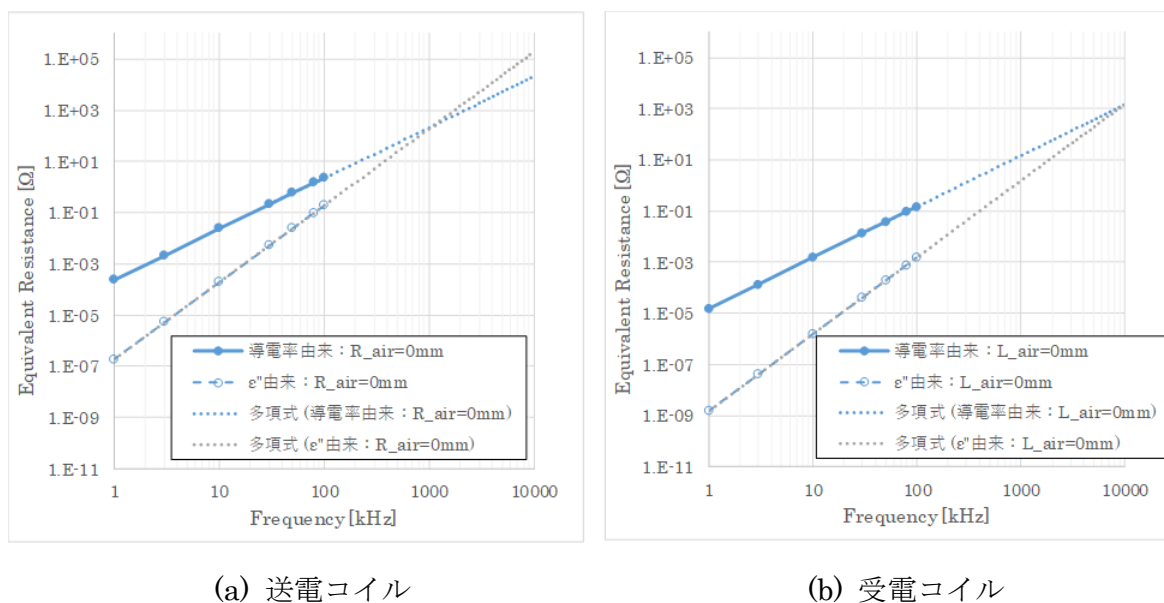 1.E+05
1.E+03
1.E+01
1.E-01
1.E-03
1.E-05
1.E-07
1.E-09
1.E-11
Equivalent Resistance [Ω]
導電率由来：R_air=0mm
ε"由来：R_air=0mm
多項式 (導電率由来：R_air=0mm)
多項式 (ε"由来：R_air=0mm)
1 10 100 1000 10000
Frequency [kHz]
(a) 送電コイル
1.E+05
1.E+03
1.E+01
1.E-01
1.E-03
1.E-05
1.E-07
1.E-09
1.E-11
Equivalent Resistance [Ω]
導電率由来：L_air=0mm
ε"由来：L_air=0mm
多項式 (導電率由来：L_air=0mm)
多項式 (ε"由来：L_air=0mm)
1 10 100 1000 10000
Frequency [kHz]
(b) 受電コイル